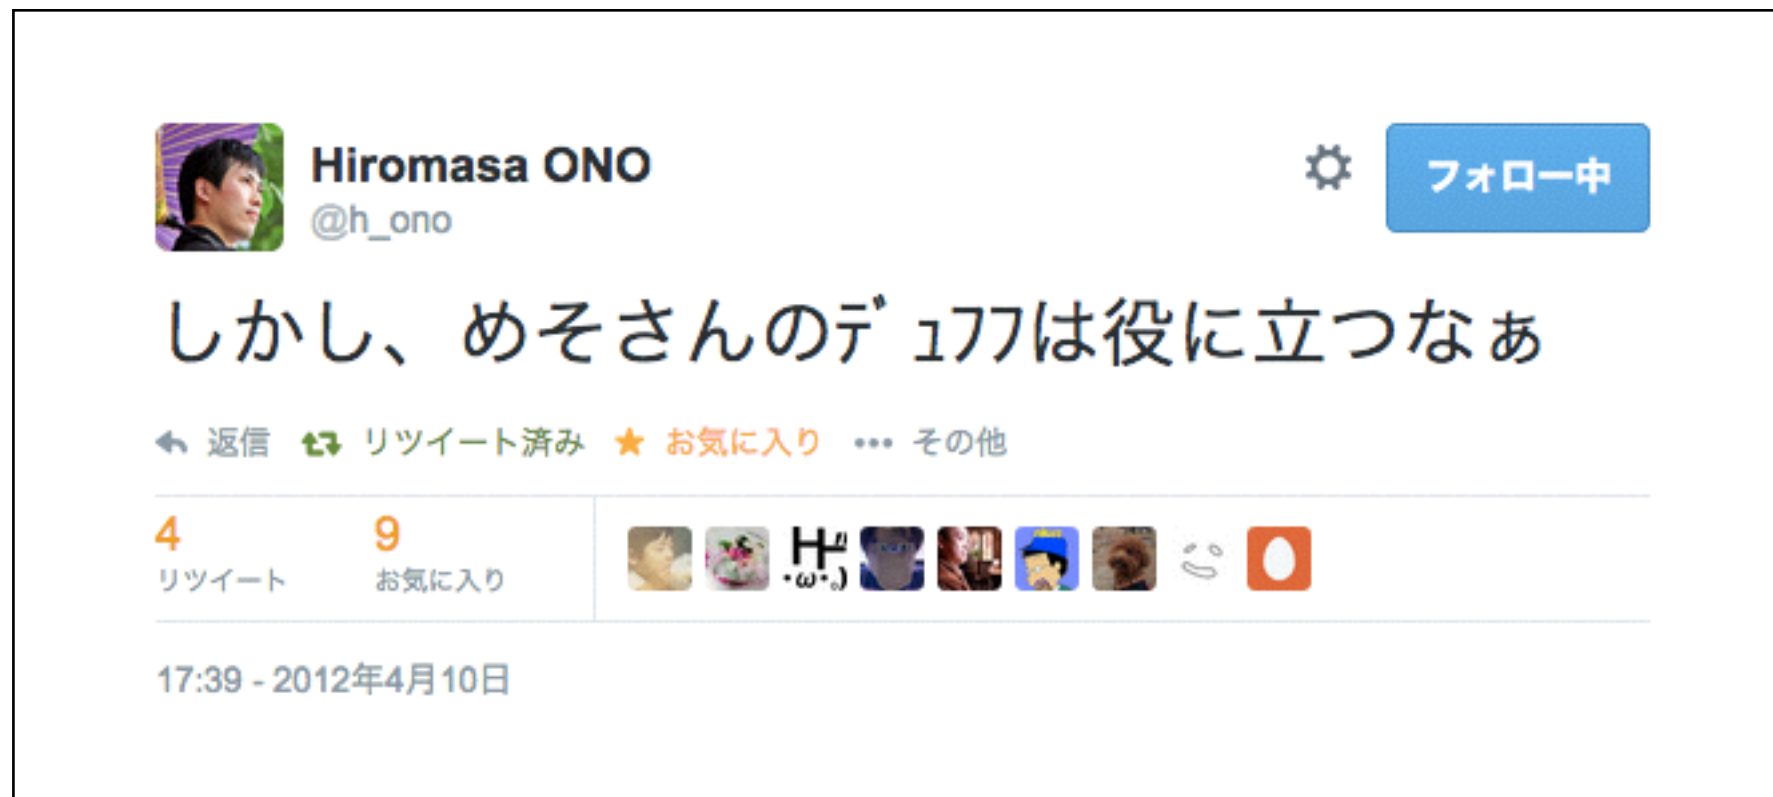 Hiromasa ONO
@h_ono
フォロー中
しかし、めそさんのﾃﾞｭﾌﾌは役に立つなぁ
返信 リツイート済み お気に入り ••• その他
4
リツイート
9
お気に入り
17:39 - 2012年4月10日